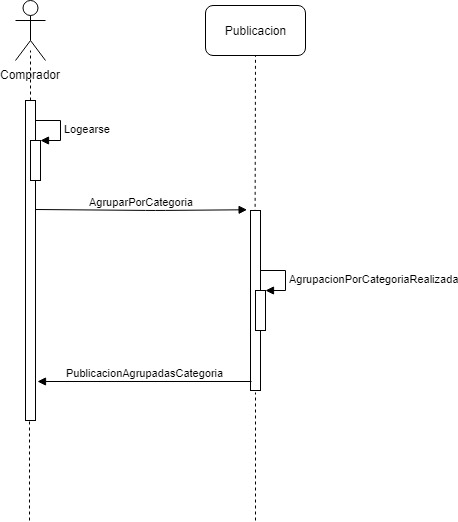 Publicacion
Comprador
Logearse
AgruparPorCategoria
AgrupacionPorCategoriaRealizada
PublicacionAgrupadasCategoria